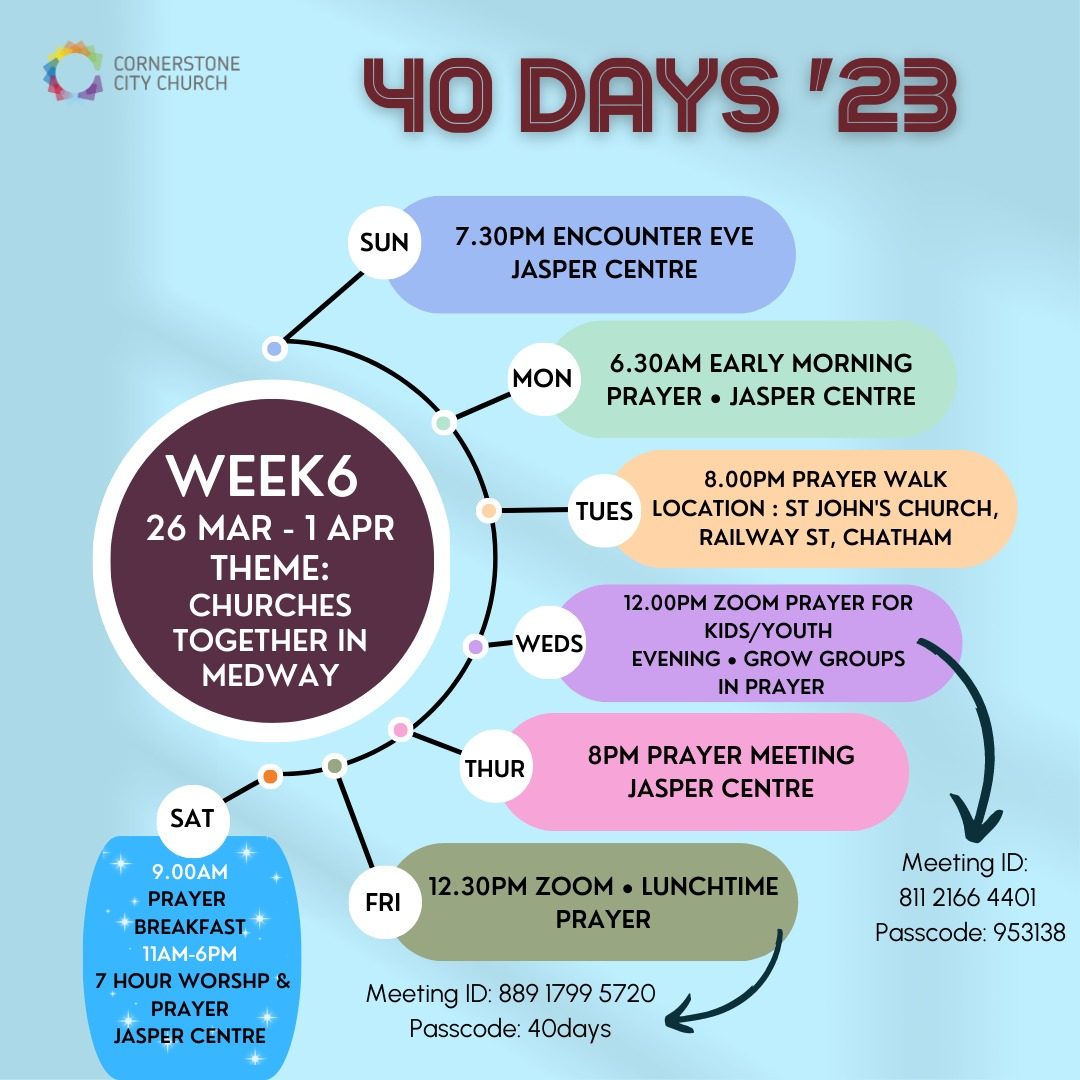 CORNERSTONE
CITY CHURCH
40 DAYS '23
SUN
7.30PM ENCOUNTER EVE
JASPER CENTRE
MON
6.30AM EARLY MORNING
PRAYER • JASPER CENTRE
TUES
8.00PM PRAYER WALK
LOCATION : ST JOHN'S CHURCH,
RAILWAY ST, CHATHAM
WEEK6
26 MAR - 1 APR
THEME:
CHURCHES
TOGETHER IN
MEDWAY
WEDS
12.00PM ZOOM PRAYER FOR
KIDS/YOUTH
EVENING • GROW GROUPS
IN PRAYER
Meeting ID:
811 2166 4401
Passcode: 953138
THUR
8PM PRAYER MEETING
JASPER CENTRE
FRI
12.30PM ZOOM • LUNCHTIME
PRAYER
Meeting ID: 889 1799 5720
Passcode: 40days
SAT
9.00AM
PRAYER
BREAKFAST
11AM-6PM
7 HOUR WORSHP &
PRAYER
JASPER CENTRE